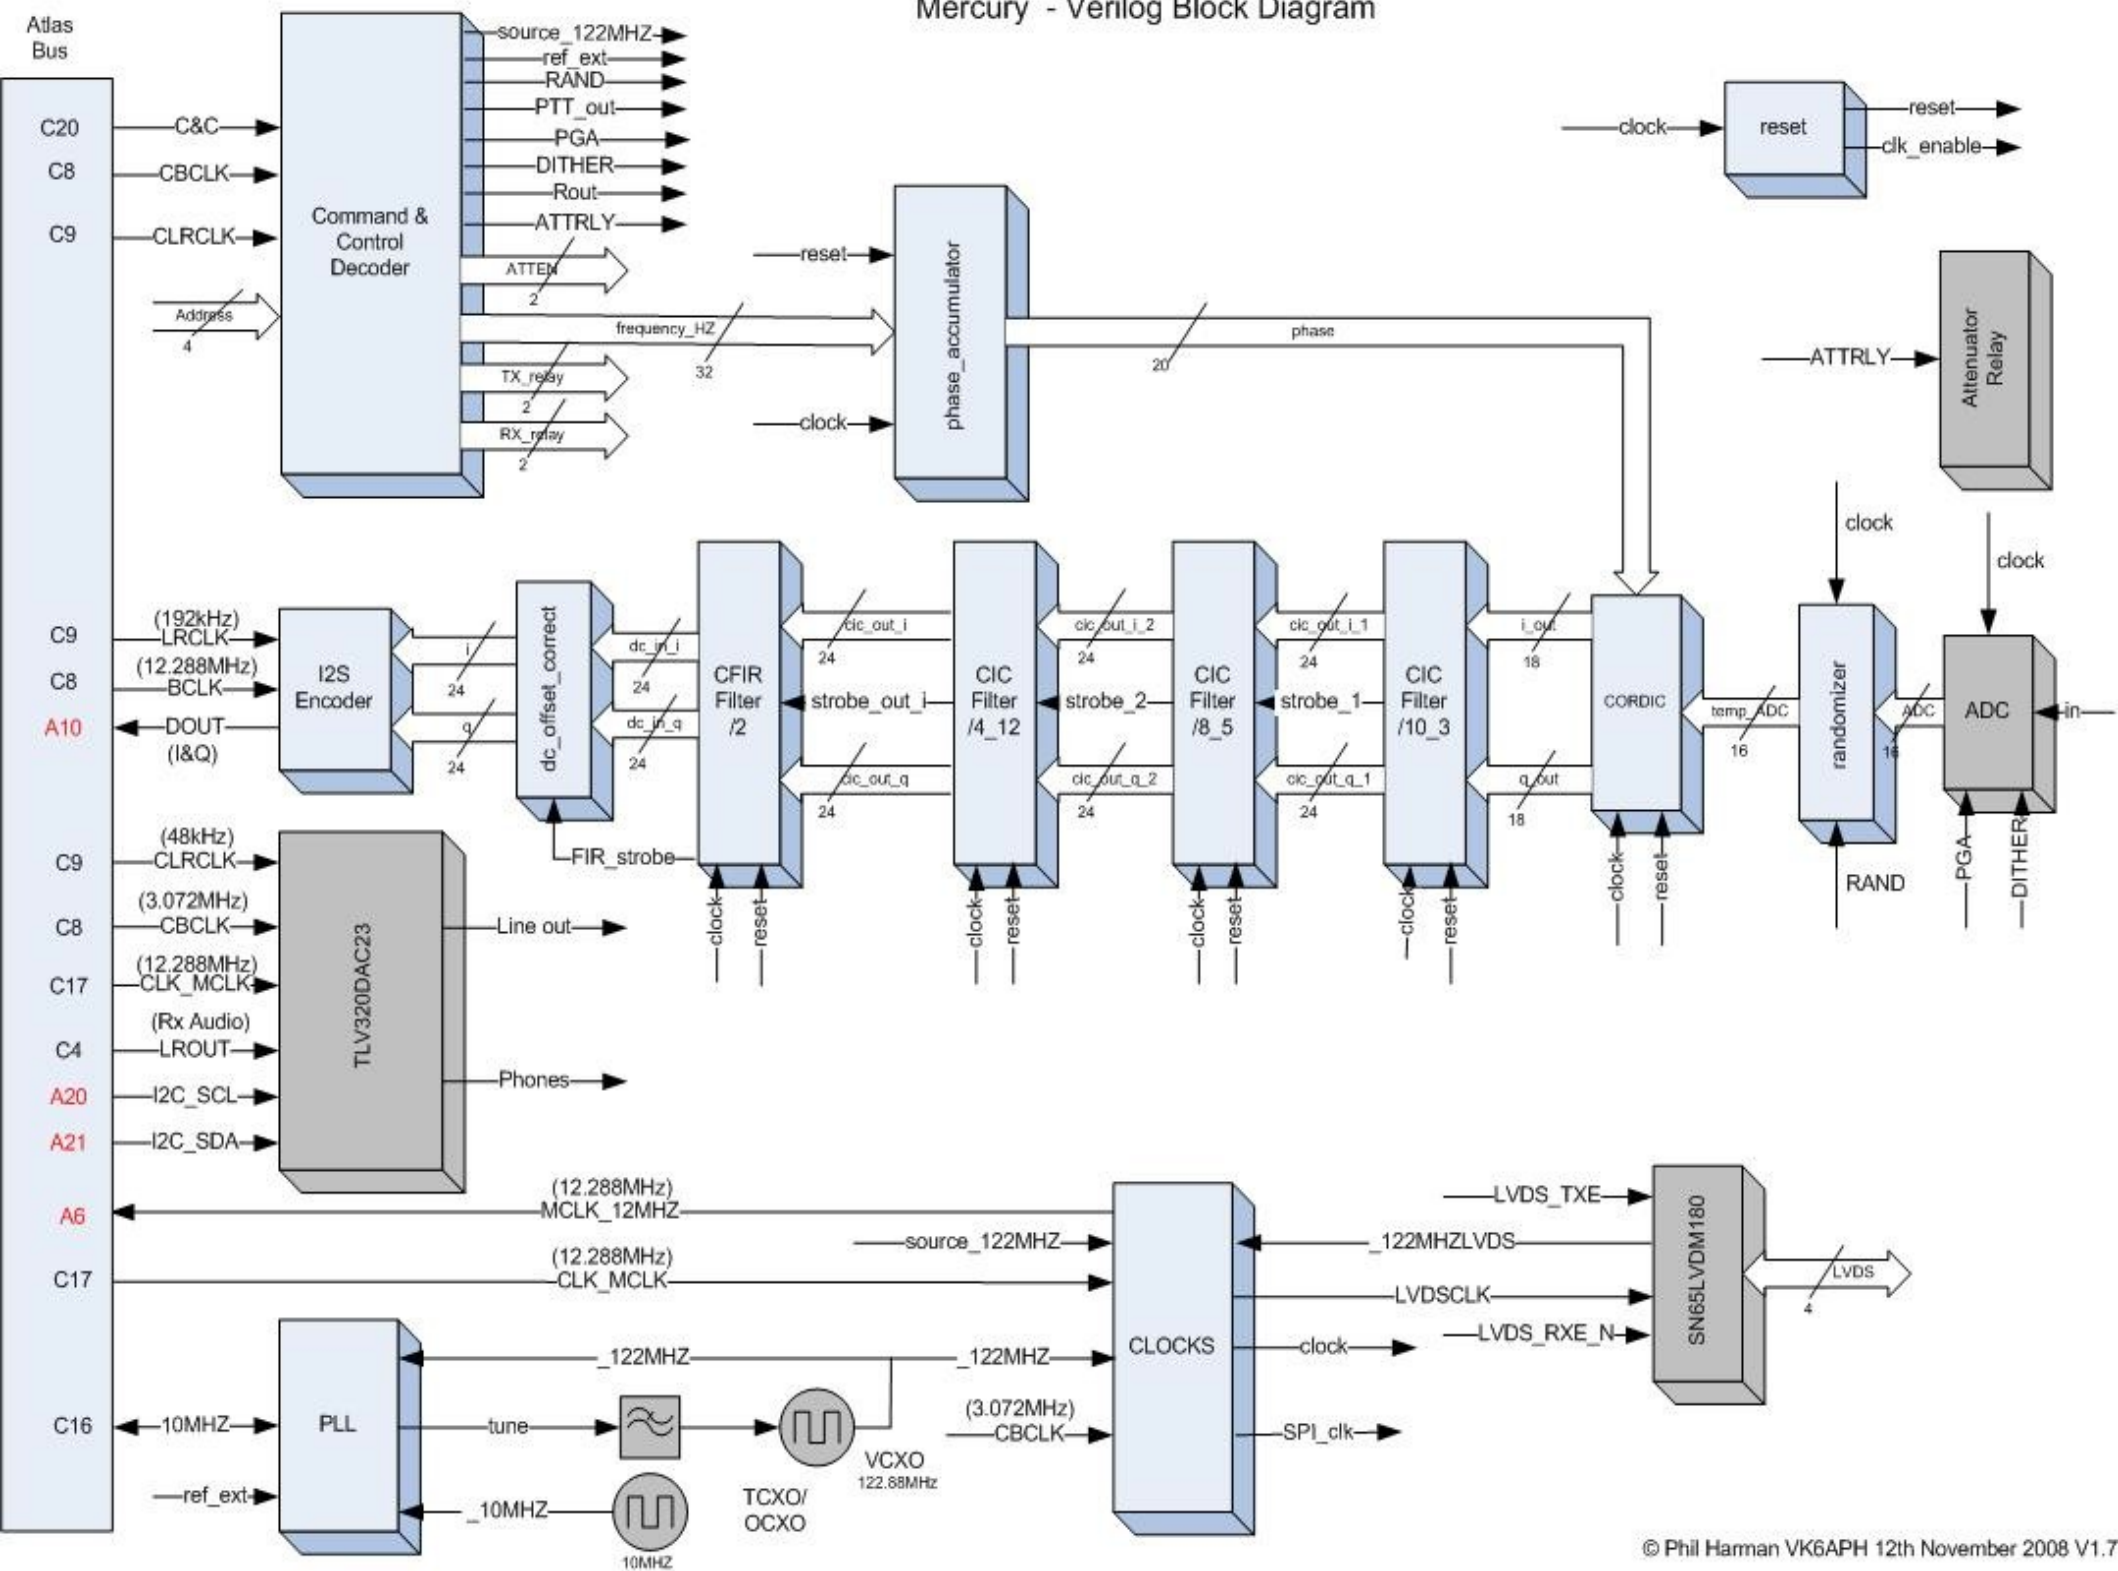 Mercury - Verilog Block Diagram
Atlas
Bus
C20
C&C
C8
CBCLK
C9
CLRCLK
Address
4
Command &
Control
Decoder
source_122MHZ
ref_ext
RAND
PTT_out
PGA
DITHER
Rout
ATTRLY
ATTEN
2
frequency_HZ
32
TX_relay
2
RX_relay
2
reset
clock
phase_accumulator
phase
20
clock
reset
reset
clk_enable
ATTRLY
Attenuator
Relay
C9
(192kHz)
LRCLK
C8
(12.288MHz)
BCLK
A10
DOUT
(I&Q)
I2S
Encoder
i
24
q
24
dc_offset_correct
dc_in_i
24
dc_in_q
24
FIR_strobe
CFIR
Filter
/2
clock
reset
cic_out_i
24
strobe_out_i
cic_out_q
24
CIC
Filter
/4_12
clock
reset
cic_out_i_2
24
strobe_2
cic_out_q_2
24
CIC
Filter
/8_5
clock
reset
cic_out_i_1
24
strobe_1
cic_out_q_1
24
CIC
Filter
/10_3
clock
reset
i_out
18
q_out
18
CORDIC
clock
reset
temp_ADC
16
clock
randomizer
RAND
ADC
16
clock
ADC
in
PGA
DITHER
C9
(48kHz)
CLRCLK
C8
(3.072MHz)
CBCLK
C17
(12.288MHz)
CLK_MCLK
C4
(Rx Audio)
LROUT
A20
I2C_SCL
A21
I2C_SDA
TLV320DAC23
Line out
Phones
A6
(12.288MHz)
MCLK_12MHZ
source_122MHZ
C17
(12.288MHz)
CLK_MCLK
CLOCKS
LVDS_TXE
_122MHZLVDS
LVDSCLK
LVDS_RXE_N
clock
SPI_clk
SN65LVDM180
LVDS
4
C16
10MHZ
ref_ext
PLL
_122MHZ
_122MHZ
tune
VCXO
122.88MHz
(3.072MHz)
CBCLK
_10MHZ
10MHZ
TCXO/
OCXO
© Phil Harman VK6APH 12th November 2008 V1.7